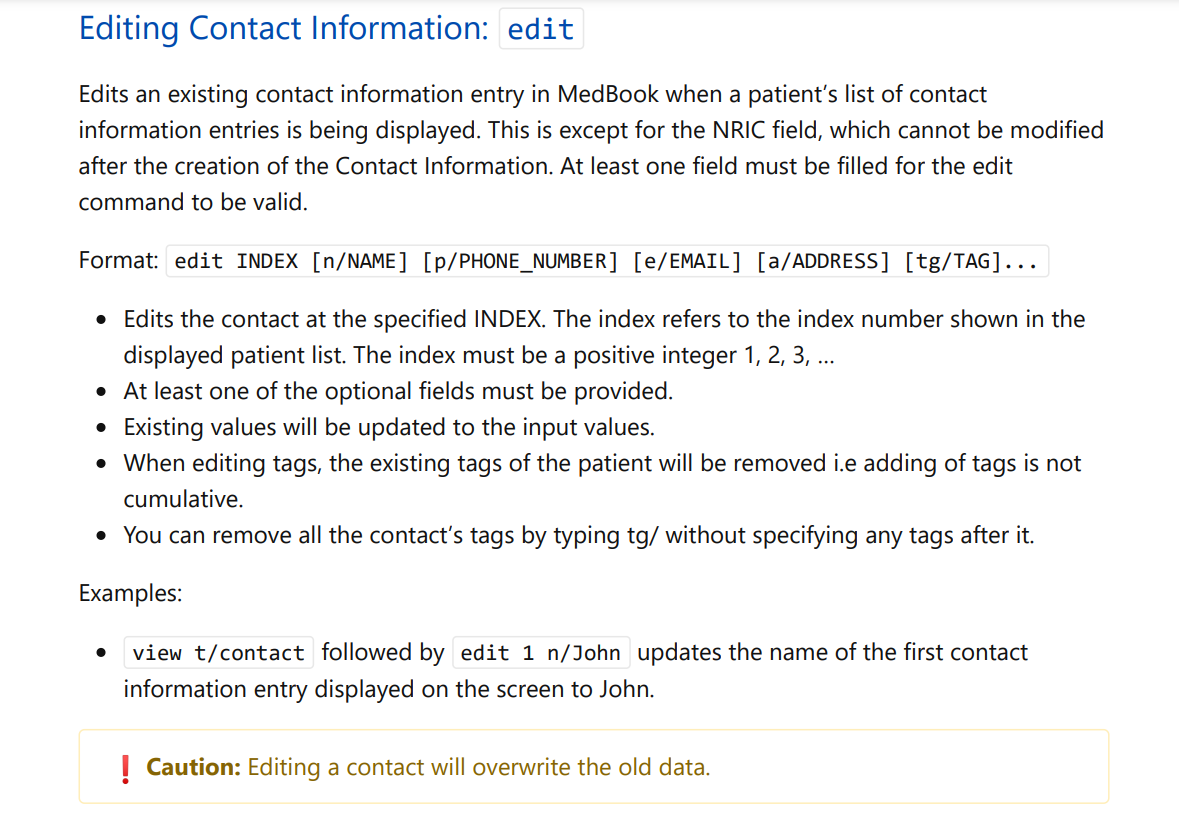 Editing Contact Information: edit
Edits an existing contact information entry in MedBook when a patient’s list of contact
information entries is being displayed. This is except for the NRIC field, which cannot be modified
after the creation of the Contact Information. At least one field must be filled for the edit
command to be valid.
Format: edit INDEX [n/NAME] [p/PHONE_NUMBER] [e/EMAIL] [a/ADDRESS] [tg/TAG]...
• Edits the contact at the specified INDEX. The index refers to the index number shown in the
displayed patient list. The index must be a positive integer 1, 2, 3, …
• At least one of the optional fields must be provided.
• Existing values will be updated to the input values.
• When editing tags, the existing tags of the patient will be removed i.e adding of tags is not
cumulative.
• You can remove all the contact’s tags by typing tg/ without specifying any tags after it.
Examples:
• view t/contact followed by edit 1 n/John updates the name of the first contact
information entry displayed on the screen to John.
❗ Caution: Editing a contact will overwrite the old data.